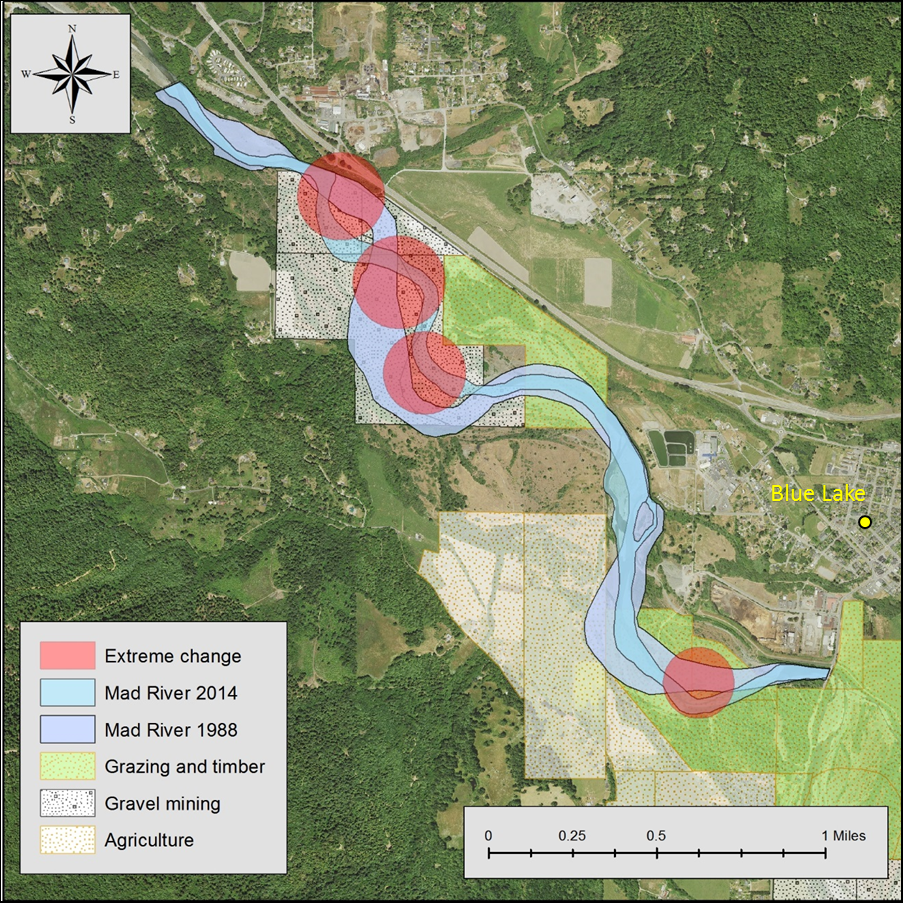 N
W E
S
Blue Lake
Extreme change
Mad River 2014
Mad River 1988
Grazing and timber
Gravel mining
Agriculture
0 0.25 0.5 1 Miles